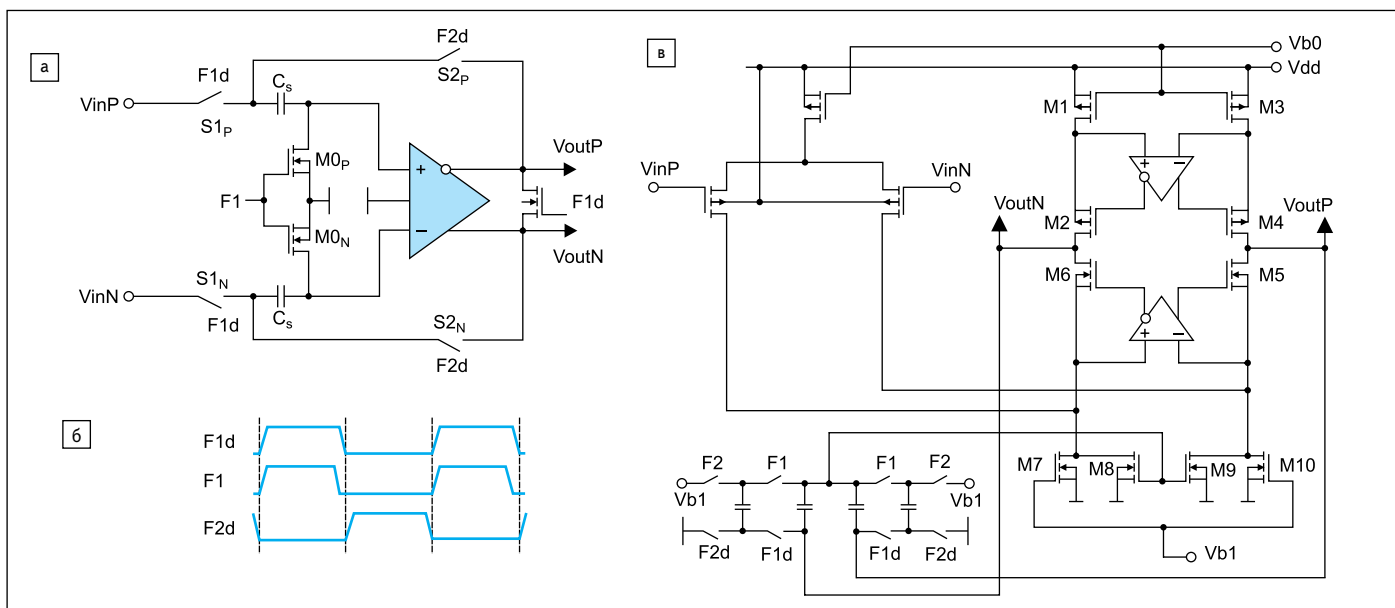 а
F2d
S2P
F1d
Cs
VinP
S1P
M0P
F1
M0N
VoutP
F1d
VoutN
S1N
VinN
F1d
Cs
S2N
F2d
+
−
б
F1d
F1
F2d
в
Vb0
Vdd
M1
M3
+
−
VinP
VinN
VoutN
VoutP
M2
M4
M6
M5
+
−
F2
F1
F1
F2
Vb1
Vb1
F2d
F1d
F1d
F2d
M7
M8
M9
M10
Vb1